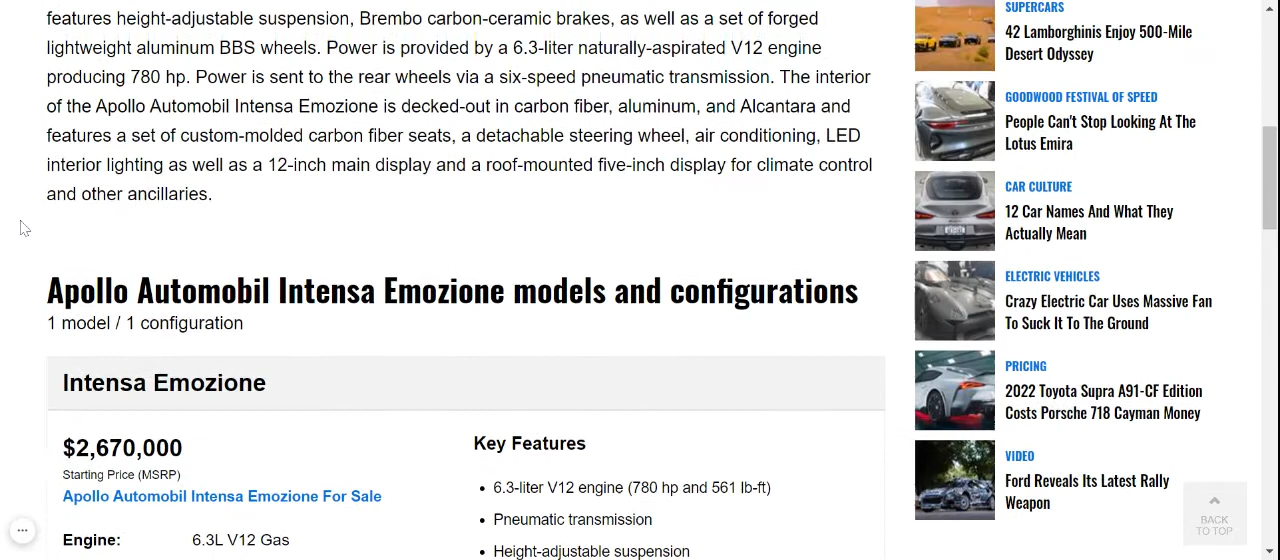 features height-adjustable suspension, Brembo carbon-ceramic brakes, as well as a set of forged
lightweight aluminum BBS wheels. Power is provided by a 6.3-liter naturally-aspirated V12 engine
producing 780 hp. Power is sent to the rear wheels via a six-speed pneumatic transmission. The interior
of the Apollo Automobil Intensa Emozione is decked-out in carbon fiber, aluminum, and Alcantara and
features a set of custom-molded carbon fiber seats, a detachable steering wheel, air conditioning, LED
interior lighting as well as a 12-inch main display and a roof-mounted five-inch display for climate control
and other ancillaries.
Apollo Automobil Intensa Emozione models and configurations
1 model / 1 configuration
Intensa Emozione
$2,670,000
Starting Price (MSRP)
Apollo Automobil Intensa Emozione For Sale
Engine:
6.3L V12 Gas
Key Features
• 6.3-liter V12 engine (780 hp and 561 lb-ft)
• Pneumatic transmission
• Height-adjustable suspension
SUPERCARS
42 Lamborghinis Enjoy 500-Mile
Desert Odyssey
GOODWOOD FESTIVAL OF SPEED
People Can't Stop Looking At The
Lotus Emira
CAR CULTURE
12 Car Names And What They
Actually Mean
ELECTRIC VEHICLES
Crazy Electric Car Uses Massive Fan
To Suck It To The Ground
PRICING
2022 Toyota Supra A91-CF Edition
Costs Porsche 718 Cayman Money
VIDEO
Ford Reveals Its Latest Rally
Weapon
BACK
TO TOP